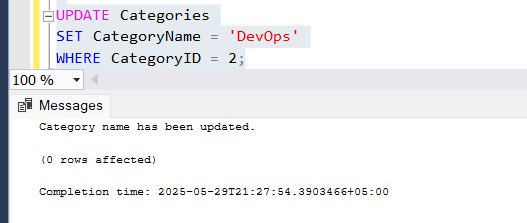 UPDATE Categories
SET CategoryName = 'DevOps'
WHERE CategoryID = 2;
100 %
Messages
Category name has been updated.
(0 rows affected)
Completion time: 2025-05-29T21:27:54.3903466+05:00